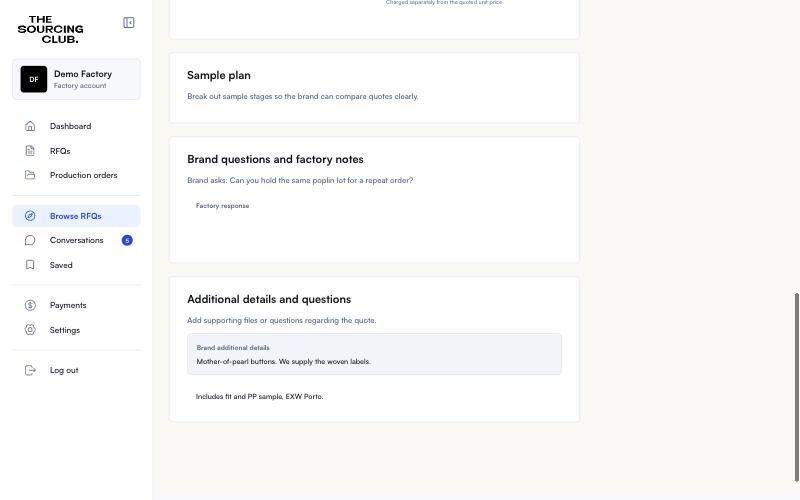 THE
SOURCING
CLUB.
DF
Demo Factory
Factory account
Dashboard
RFQs
Production orders
Browse RFQs
Conversations
5
Saved
Payments
Settings
Log out
Charged separately from the quoted unit price
Sample plan
Break out sample stages so the brand can compare quotes clearly.
Brand questions and factory notes
Brand asks: Can you hold the same poplin lot for a repeat order?
Factory response
Additional details and questions
Add supporting files or questions regarding the quote.
Brand additional details
Mother-of-pearl buttons. We supply the woven labels.
Includes fit and PP sample, EXW Porto.